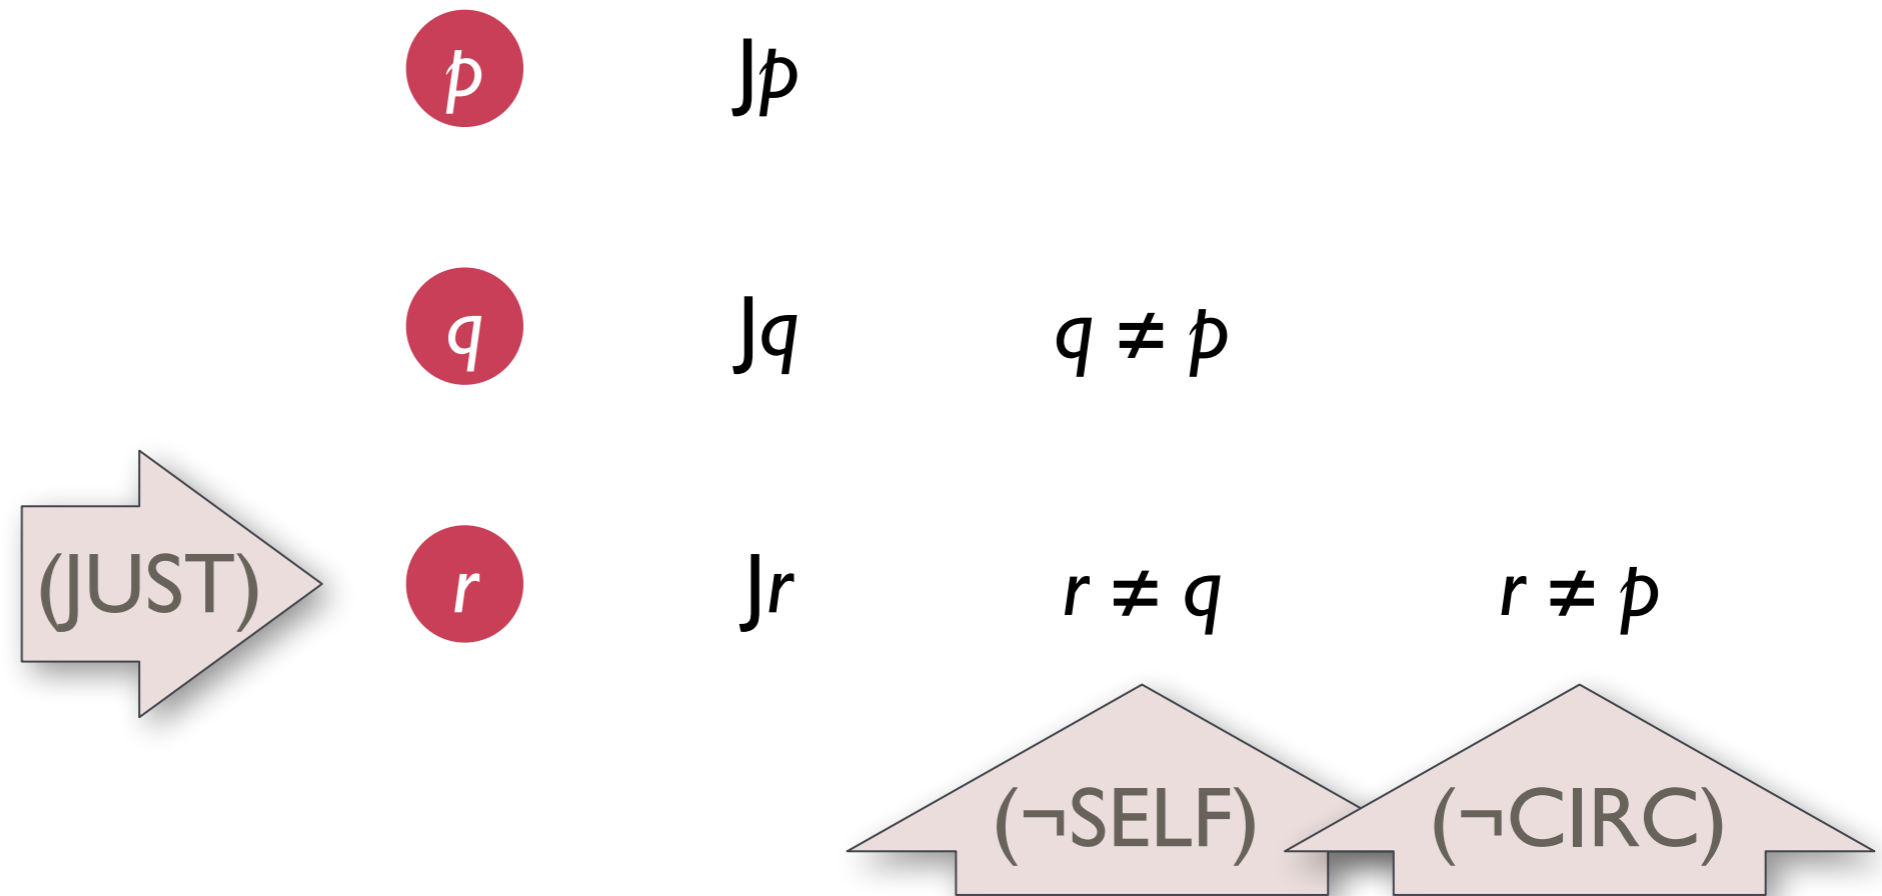 p Jp
q Jq q ≠ p
(JUST) r Jr r ≠ q r ≠ p
(¬SELF) (¬CIRC)